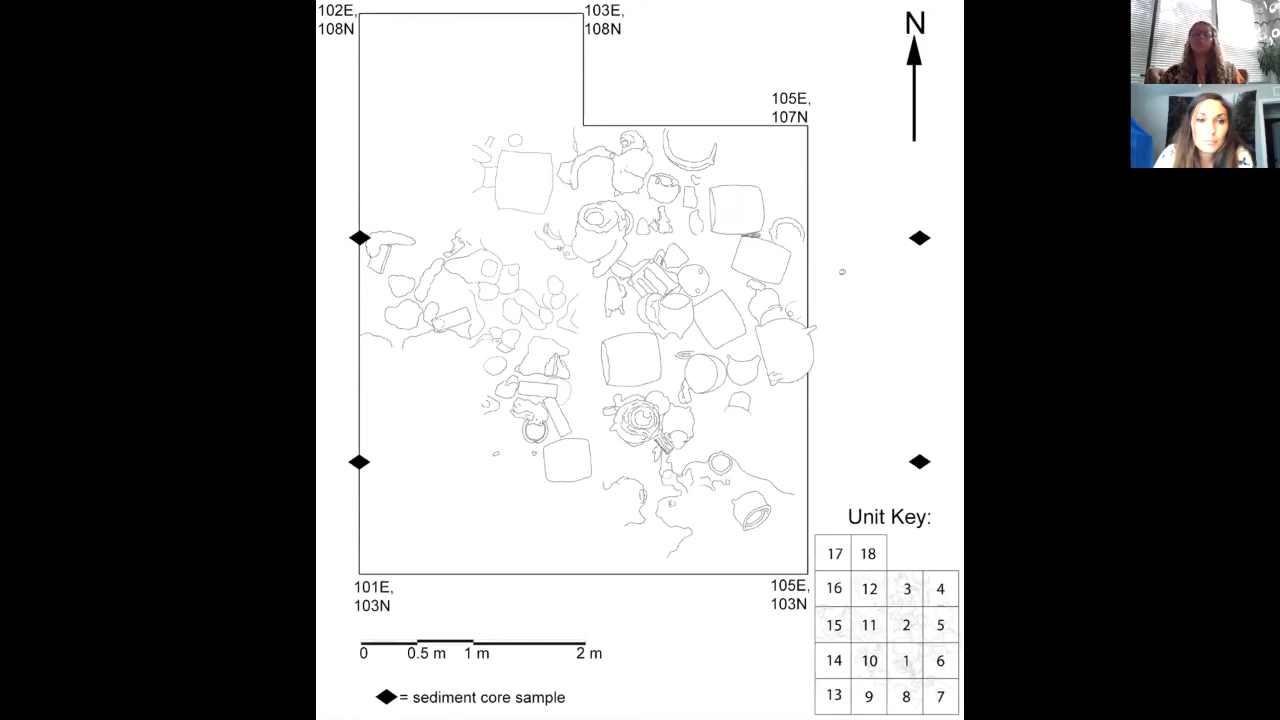 102E,
108N
103E,
108N
N
105E,
107N
101E,
103N
105E,
103N
0 0.5 m 1 m 2 m
= sediment core sample
Unit Key:
17 18
16 12 3 4
15 11 2 5
14 10 1 6
13 9 8 7